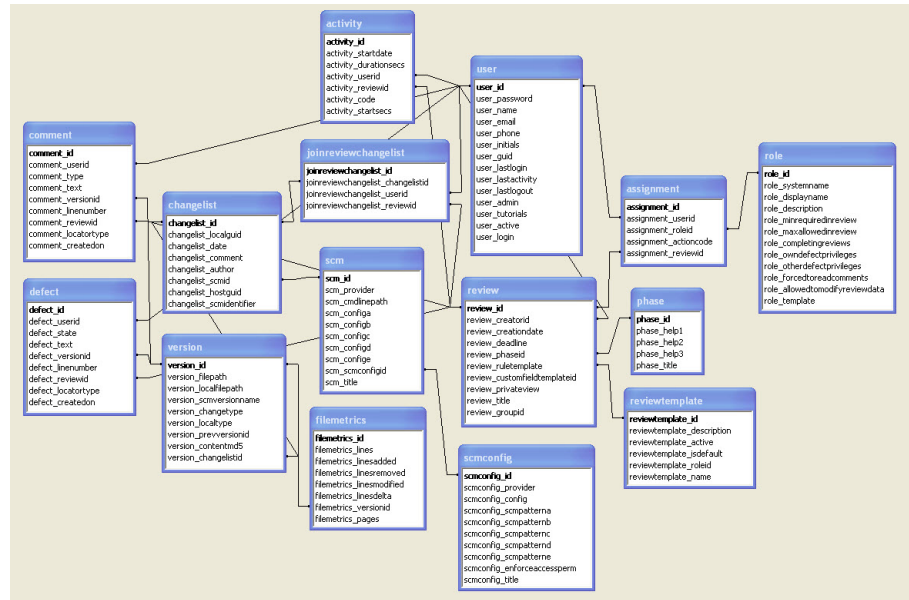 activity
activity_id
activity_startdate
activity_durationsecs
activity_userid
activity_reviewid
activity_code
activity_startsecs
user
user_id
user_password
user_name
user_email
user_phone
user_initials
user_guid
user_lastlogin
user_lastactivity
user_lastlogout
user_admin
user_tutorials
user_active
user_login
comment
comment_id
comment_userid
comment_type
comment_text
comment_versionid
comment_linenumber
comment_reviewid
comment_locatortype
comment_createdon
joinreviewchangelist
joinreviewchangelist_id
joinreviewchangelist_changelistid
joinreviewchangelist_userid
joinreviewchangelist_reviewid
role
role_id
role_systemname
role_displayname
role_description
role_minrequiredinreview
role_maxallowedinreview
role_completingreviews
role_owndefectprivileges
role_otherdefectprivileges
role_forcedtoreadcomments
role_allowedtomodifyreviewdata
role_template
assignment
assignment_id
assignment_userid
assignment_roleid
assignment_actioncode
assignment_reviewid
changelist
changelist_id
changelist_localguid
changelist_date
changelist_comment
changelist_author
changelist_scmid
changelist_hostguid
changelist_scmidentifier
scm
scm_id
scm_provider
scm_cmdlinepath
scm_configa
scm_configb
scm_configc
scm_configd
scm_confige
scm_scmconfigid
scm_title
defect
defect_id
defect_userid
defect_state
defect_text
defect_versionid
defect_linenumber
defect_reviewid
defect_locatortype
defect_createdon
review
review_id
review_creatorid
review_creationdate
review_deadline
review_phaseid
review_ruletemplate
review_customfieldtemplateid
review_privateview
review_title
review_groupid
phase
phase_id
phase_help1
phase_help2
phase_help3
phase_title
version
version_id
version_filepath
version_localfilepath
version_scmversionname
version_changetype
version_localtype
version_prevversionid
version_contentmd5
version_changelistid
reviewtemplate
reviewtemplate_id
reviewtemplate_description
reviewtemplate_active
reviewtemplate_isdefault
reviewtemplate_roleid
reviewtemplate_name
filemetrics
filemetrics_id
filemetrics_lines
filemetrics_linesadded
filemetrics_linesremoved
filemetrics_linesmodified
filemetrics_linesdelta
filemetrics_versionid
filemetrics_pages
scmconfig
scmconfig_id
scmconfig_provider
scmconfig_config
scmconfig_scmpatterna
scmconfig_scmpatternb
scmconfig_scmpatternc
scmconfig_scmpatternd
scmconfig_scmpatterne
scmconfig_enforceaccessperm
scmconfig_title